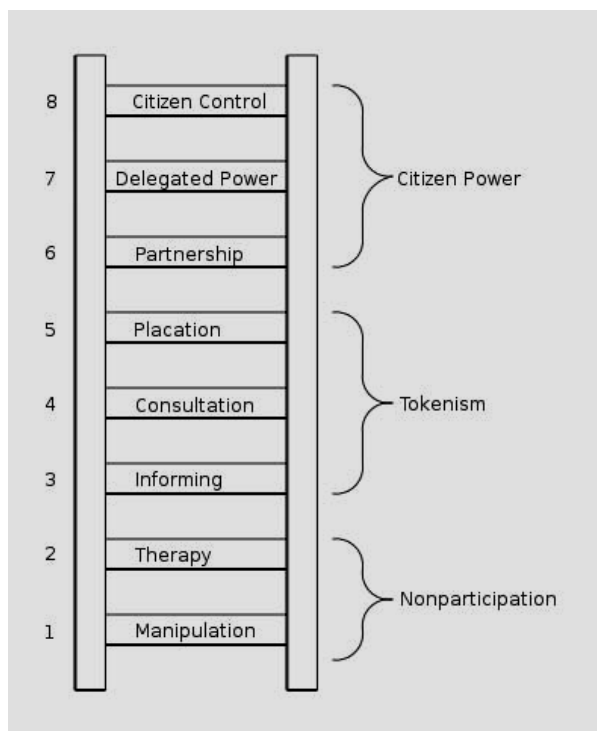 8 Citizen Control
7 Delegated Power Citizen Power
6 Partnership
5 Placation
4 Consultation Tokenism
3 Informing
2 Therapy
Nonparticipation
1 Manipulation